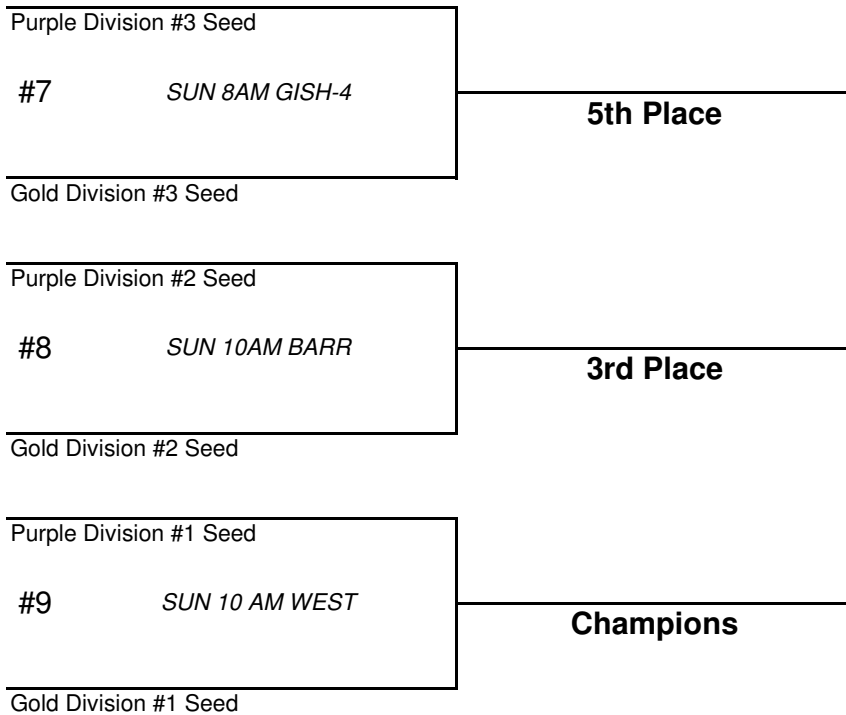 Purple Division #3 Seed
#7 SUN 8AM GISH-4
5th Place
Gold Division #3 Seed
Purple Division #2 Seed
#8 SUN 10AM BARR
3rd Place
Gold Division #2 Seed
Purple Division #1 Seed
#9 SUN 10 AM WEST
Champions
Gold Division #1 Seed